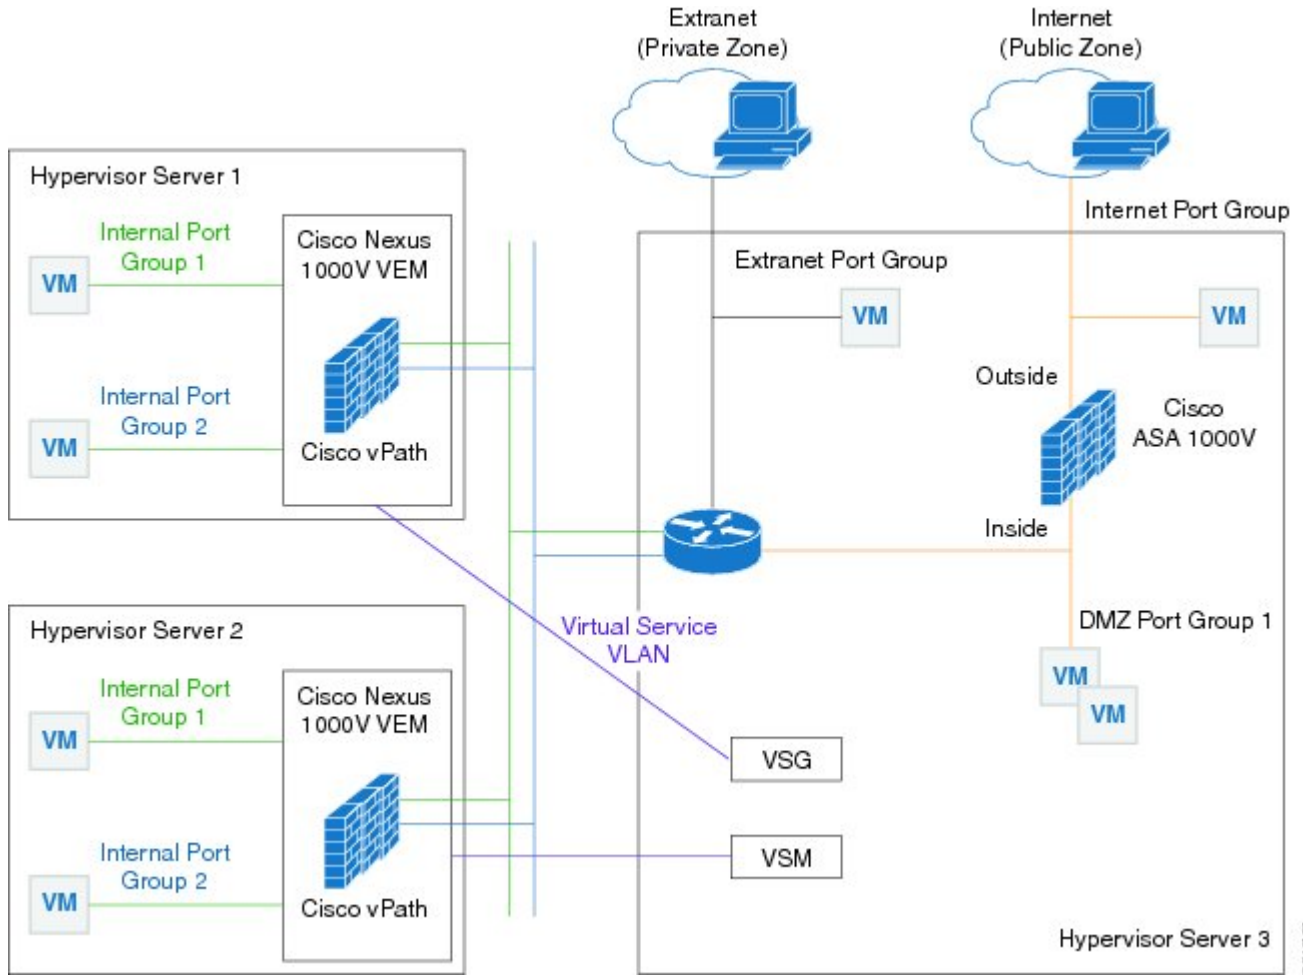 Extranet
(Private Zone)
Internet
(Public Zone)
Hypervisor Server 1
Internal Port
Group 1
VM
Internal Port
Group 2
VM
Cisco Nexus
1000V VEM
Cisco vPath
Internet Port Group
Extranet Port Group
VM
VM
Outside
Cisco
ASA 1000V
Inside
DMZ Port Group 1
VM
VM
Virtual Service
VLAN
VSG
VSM
Hypervisor Server 3
Hypervisor Server 2
Internal Port
Group 1
VM
Internal Port
Group 2
VM
Cisco Nexus
1000V VEM
Cisco vPath